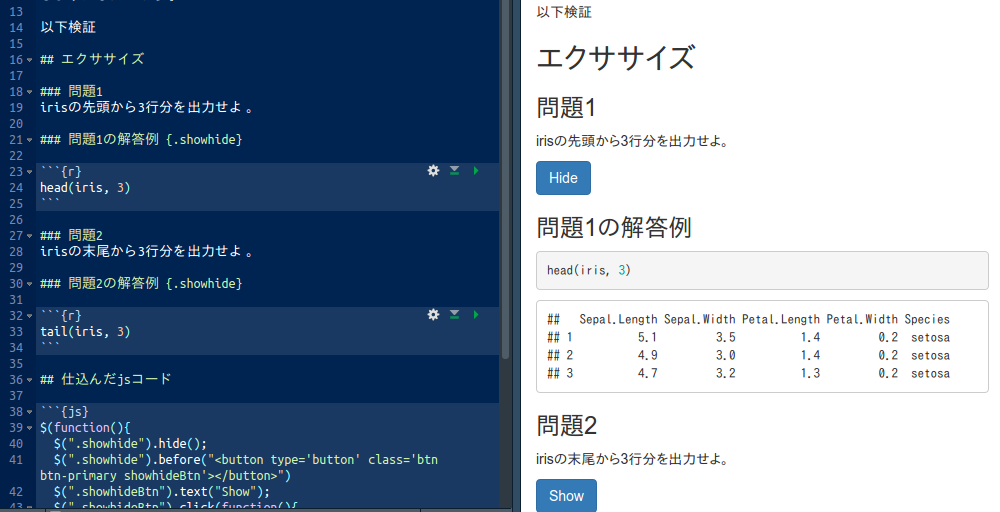 13
14 以下検証
15
16 ## エクササイズ
17
18 ### 問題1
19 irisの先頭から3行分を出力せよ。
20
21 ### 問題1の解答例 {.showhide}
22
23 ```{r}
24 head(iris, 3)
25 ```
26
27 ### 問題2
28 irisの末尾から3行分を出力せよ。
29
30 ### 問題2の解答例 {.showhide}
31
32 ```{r}
33 tail(iris, 3)
34 ```
35
36 ## 仕込んだjsコード
37
38 ```{js}
39 $(function(){
40 $(".showhide").hide();
41 $(".showhide").before("<button type='button' class='btn
btn-primary showhideBtn'></button>")
42 $(".showhideBtn").text("Show");
43 $(".showhideBtn").click(function(){
以下検証
エクササイズ
問題1
irisの先頭から3行分を出力せよ。
Hide
問題1の解答例
head(iris, 3)
## Sepal.Length Sepal.Width Petal.Length Petal.Width Species
## 1 5.1 3.5 1.4 0.2 setosa
## 2 4.9 3.0 1.4 0.2 setosa
## 3 4.7 3.2 1.3 0.2 setosa
問題2
irisの末尾から3行分を出力せよ。
Show